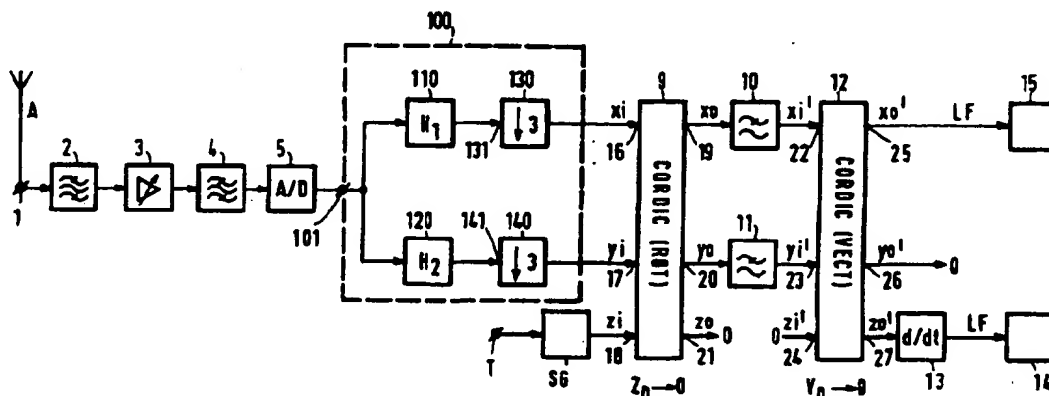 100
A
1
2
3
4
5
A/D
101
110
H1
131
130
↓3
120
H2
141
140
↓3
xi
16
yi
17
T
SG
zi
18
9
CORDIC (ROT)
Zn→0
xo
19
yo
20
zo
0
21
10
11
xi'
22
yi'
23
0
zi'
24
12
CORDIC (VECT)
Yn→0
xo'
25
LF
15
yo'
0
26
zo'
27
d/dt
13
LF
14